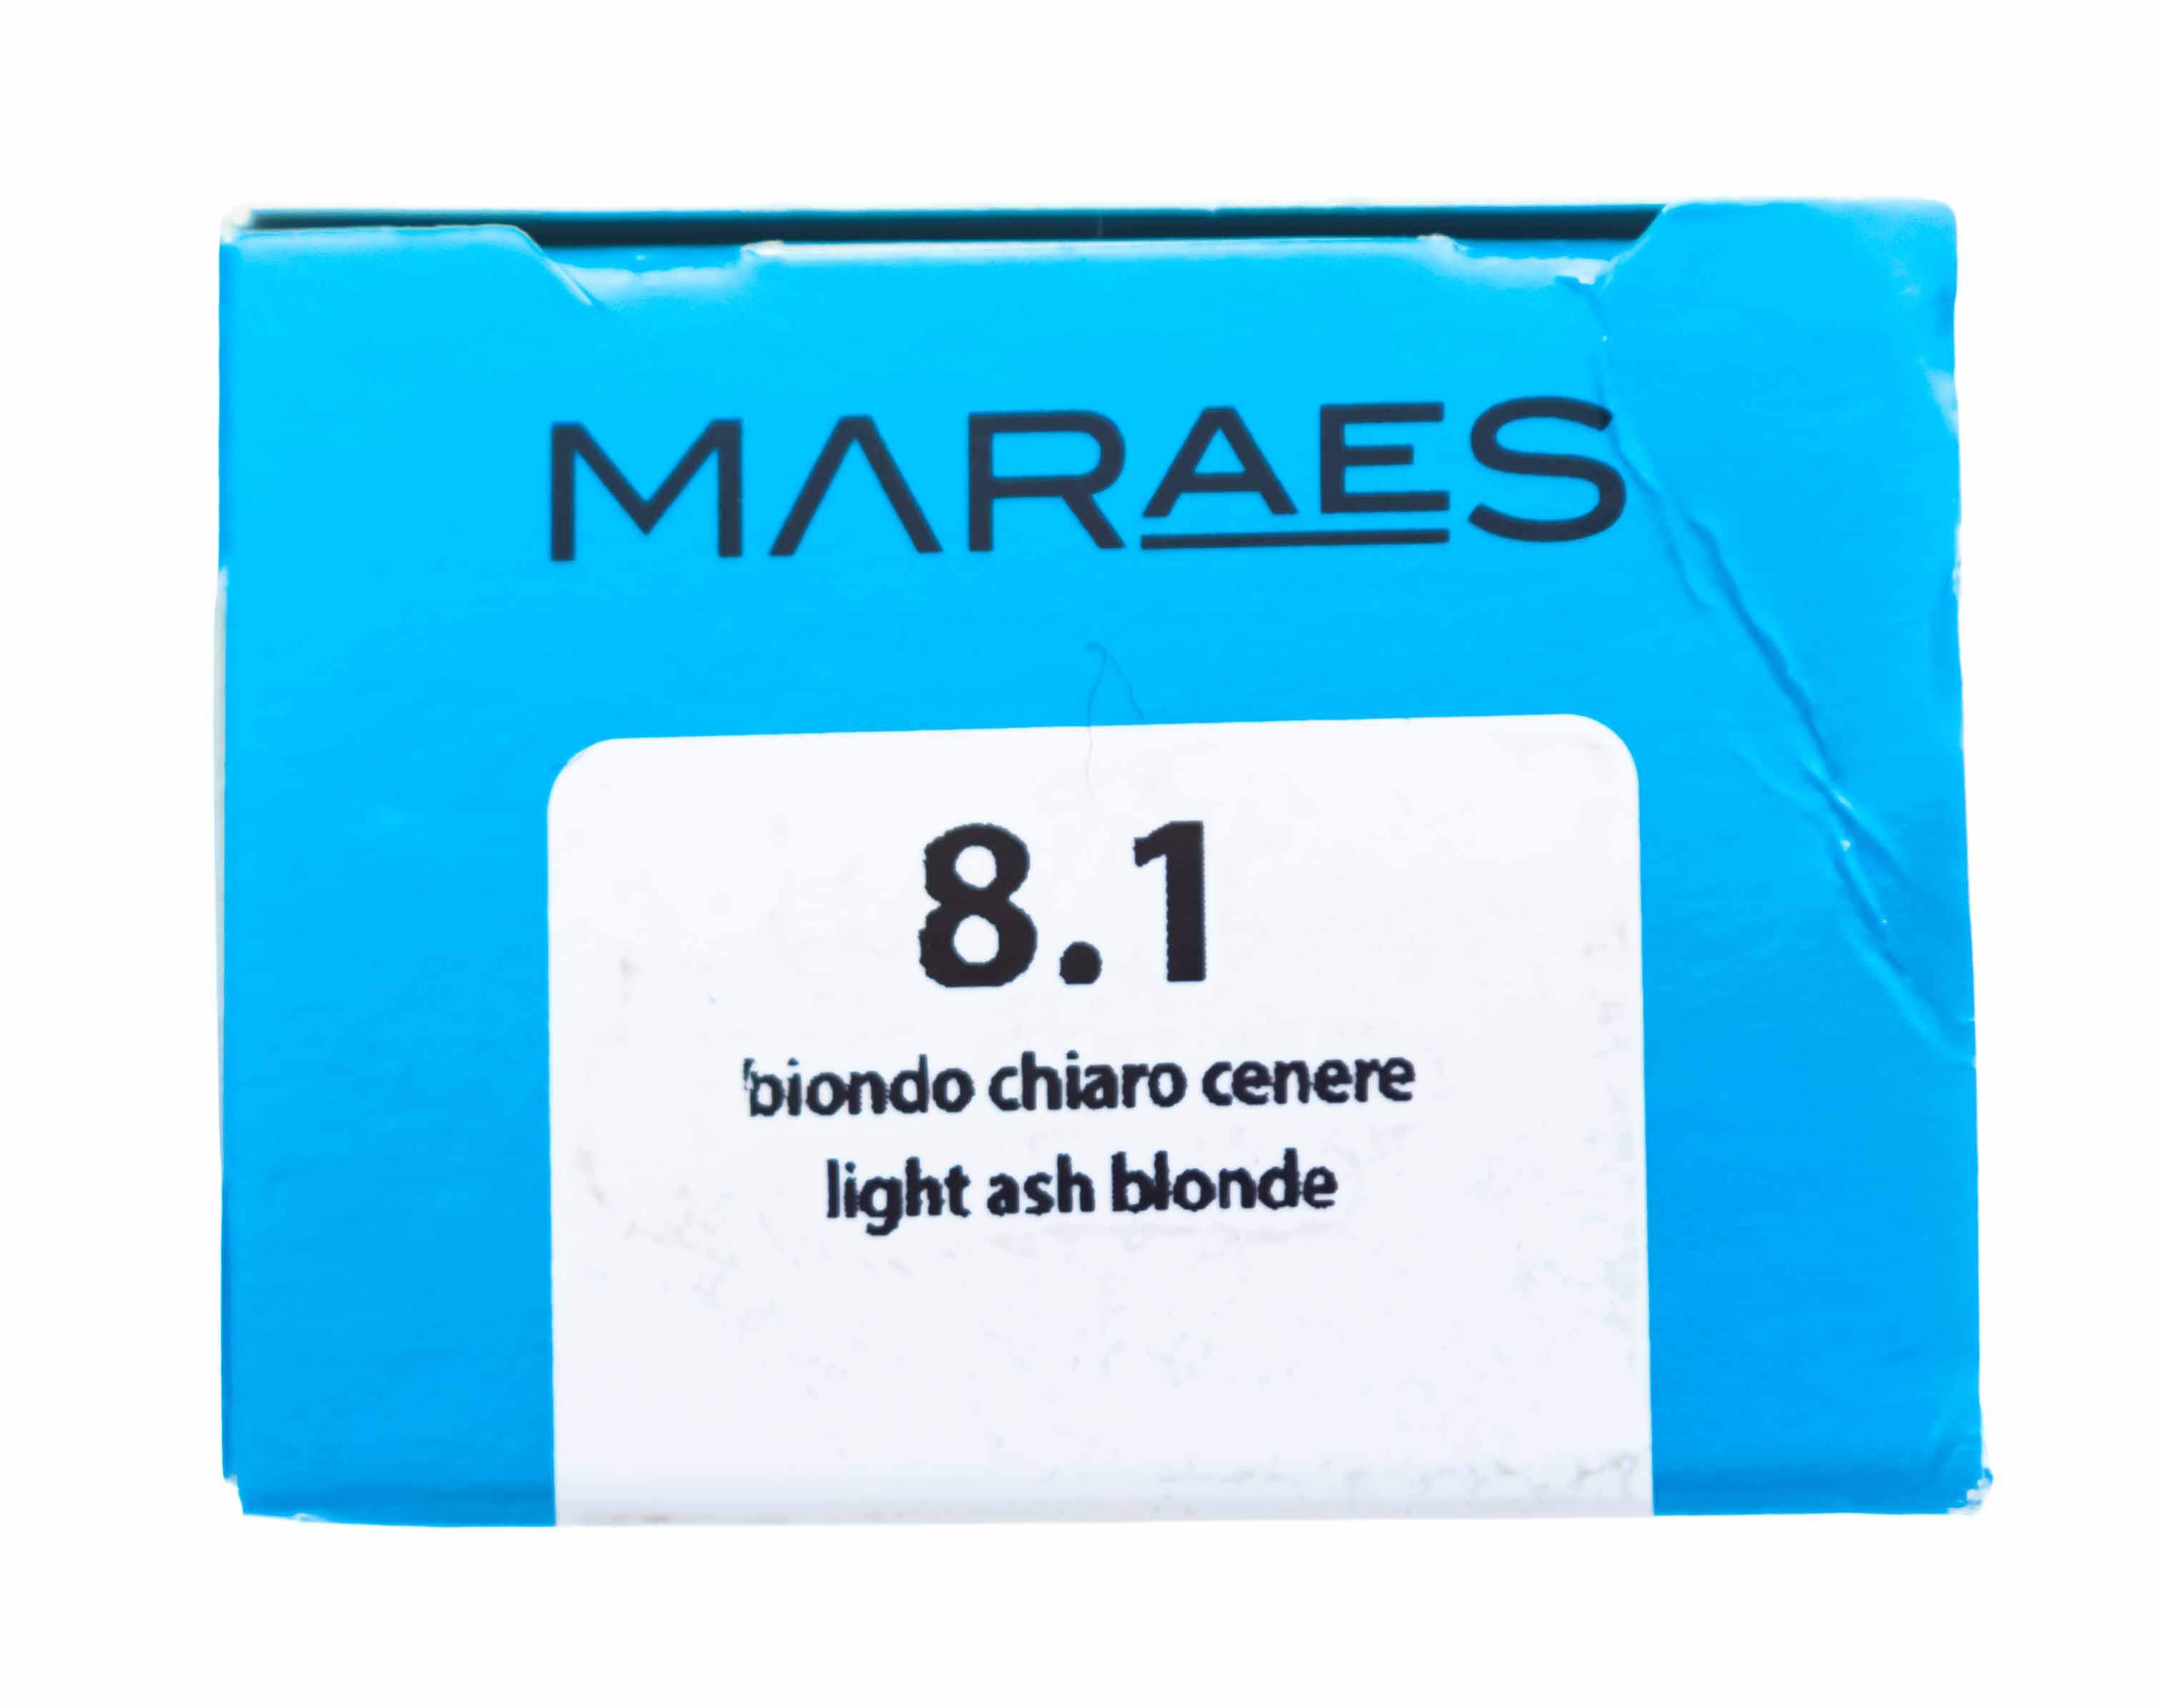 MARAES
8.1
biondo chiaro cenere
light ash blonde